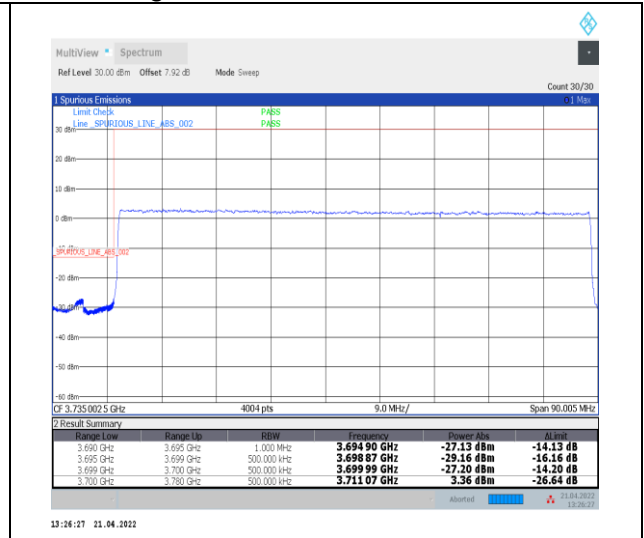 MultiView Spectrum
Ref Level 30.00 dBm Offset 7.92 dB Mode Sweep
Count 30/30
1 Spurious Emissions 1 Max
Limit Check PASS
Line _SPURIOUS_LINE_ABS_002 PASS
30 dBm
20 dBm
10 dBm
0 dBm
-10 dBm
_SPURIOUS_LINE_ABS_002
-20 dBm
-30 dBm
-40 dBm
-50 dBm
-60 dBm
CF 3.735 002 5 GHz 4004 pts 9.0 MHz/ Span 90.005 MHz
2 Result Summary
Range Low Range Up RBW Frequency Power Abs ΔLimit
3.690 GHz 3.695 GHz 1.000 MHz 3.694 90 GHz -27.13 dBm -14.13 dB
3.695 GHz 3.699 GHz 500.000 kHz 3.698 87 GHz -29.16 dBm -16.16 dB
3.699 GHz 3.700 GHz 500.000 kHz 3.699 99 GHz -27.20 dBm -14.20 dB
3.700 GHz 3.780 GHz 500.000 kHz 3.711 07 GHz 3.36 dBm -26.64 dB
Aborted 21.04.2022
13:26:27
13:26:27 21.04.2022